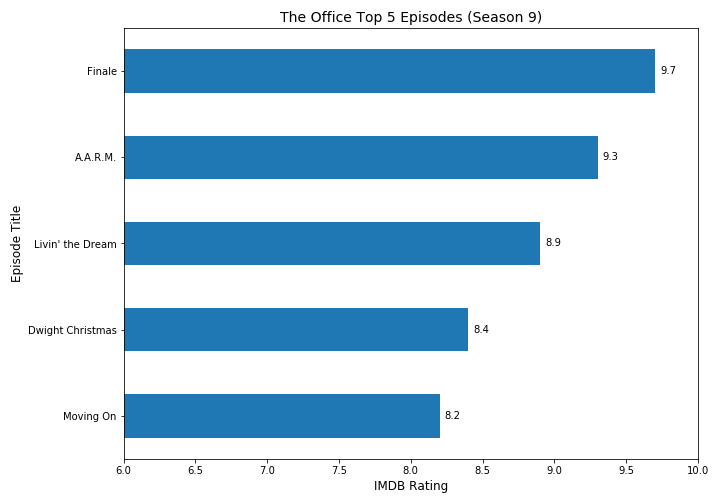 The Office Top 5 Episodes (Season 9)
Episode Title
Finale
9.7
A.A.R.M.
9.3
Livin' the Dream
8.9
Dwight Christmas
8.4
Moving On
8.2
6.0 6.5 7.0 7.5 8.0 8.5 9.0 9.5 10.0
IMDB Rating